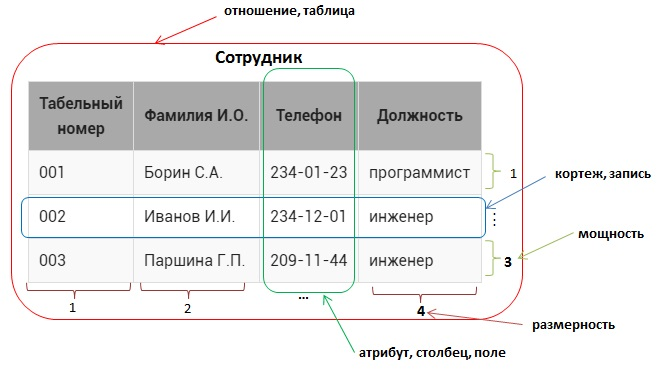 отношение, таблица
Сотрудник
Табельный номер Фамилия И.О. Телефон Должность
001 Борин С.А. 234-01-23 программист 1
кортеж, запись
002 Иванов И.И. 234-12-01 инженер ⋮
мощность
003 Паршина Г.П. 209-11-44 инженер 3
1 2 ... 4
размерность
атрибут, столбец, поле